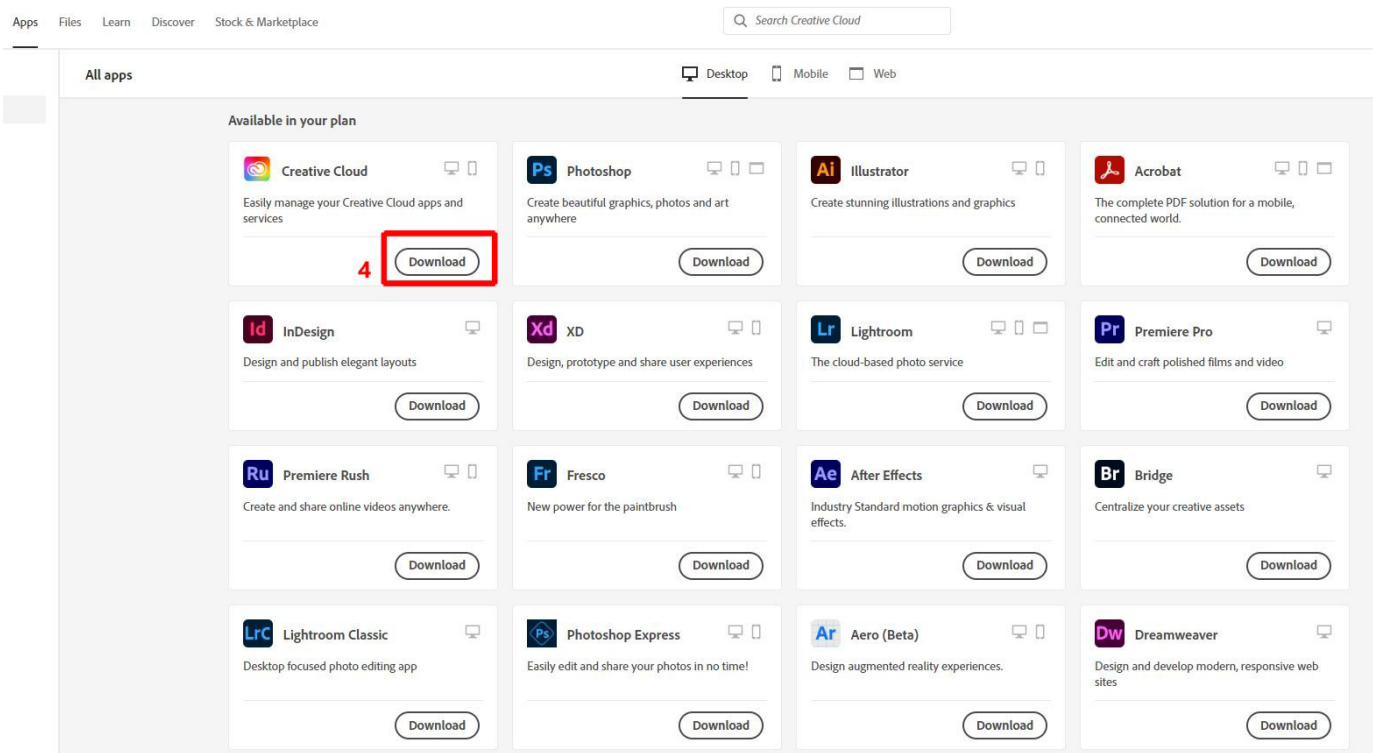 Apps Files Learn Discover Stock & Marketplace Search Creative Cloud
All apps Desktop Mobile Web
Available in your plan
Creative Cloud
Easily manage your Creative Cloud apps and
services
4 Download
Ps Photoshop
Create beautiful graphics, photos and art
anywhere
Download
Ai Illustrator
Create stunning illustrations and graphics
Download
Acrobat
The complete PDF solution for a mobile,
connected world.
Download
Id InDesign
Design and publish elegant layouts
Download
Xd XD
Design, prototype and share user experiences
Download
Lr Lightroom
The cloud-based photo service
Download
Pr Premiere Pro
Edit and craft polished films and video
Download
Ru Premiere Rush
Create and share online videos anywhere.
Download
Fr Fresco
New power for the paintbrush
Download
Ae After Effects
Industry Standard motion graphics & visual
effects.
Download
Br Bridge
Centralize your creative assets
Download
LrC Lightroom Classic
Desktop focused photo editing app
Download
Ps Photoshop Express
Easily edit and share your photos in no time!
Download
Ar Aero (Beta)
Design augmented reality experiences.
Download
Dw Dreamweaver
Design and develop modern, responsive web
sites
Download